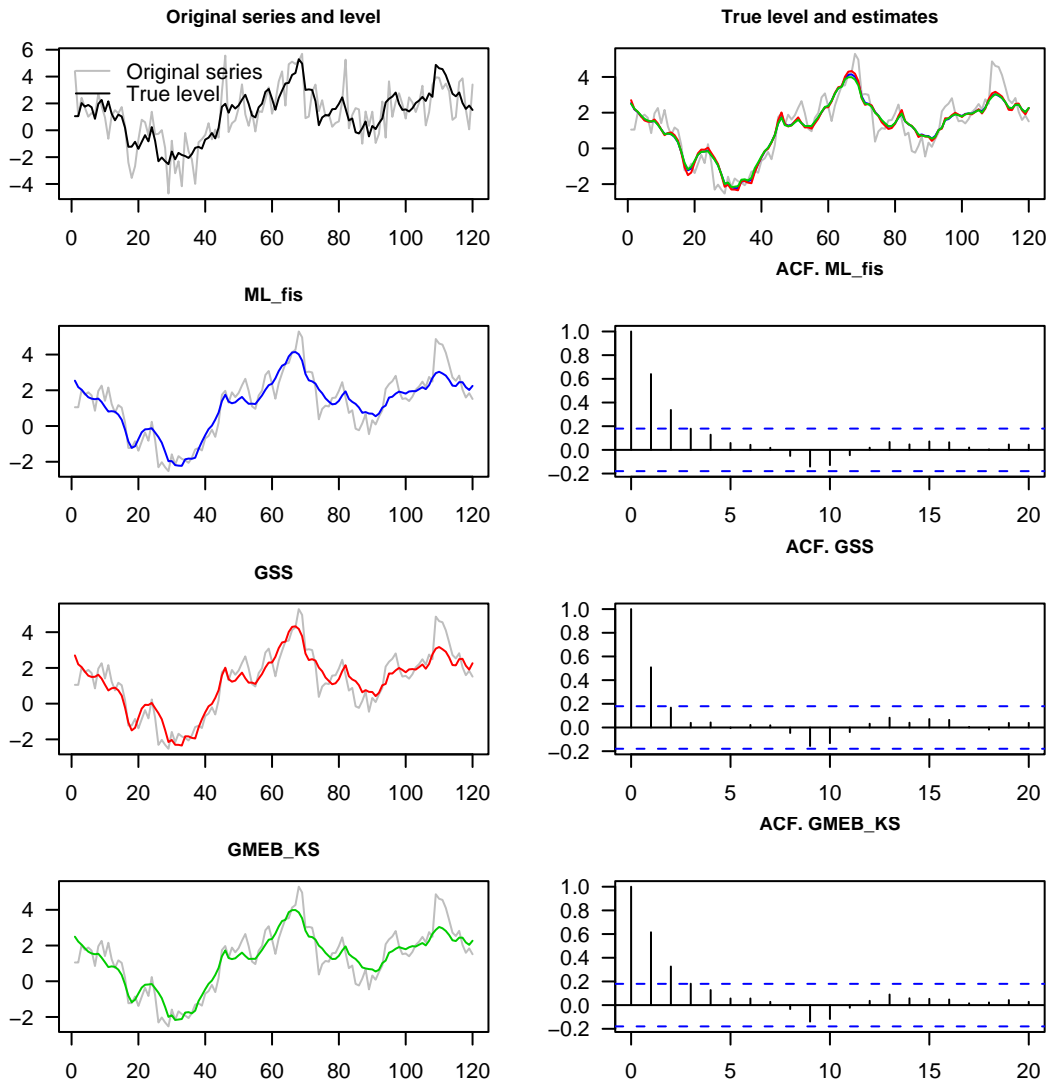 Original series and level
6
4
2
0
−2
−4
Original series
True level
0 20 40 60 80 100 120
True level and estimates
4
2
0
−2
0 20 40 60 80 100 120
ML_fis
4
2
0
−2
0 20 40 60 80 100 120
ACF. ML_fis
1.0
0.8
0.6
0.4
0.2
0.0
−0.2
0 5 10 15 20
GSS
4
2
0
−2
0 20 40 60 80 100 120
ACF. GSS
1.0
0.8
0.6
0.4
0.2
0.0
−0.2
0 5 10 15 20
GMEB_KS
4
2
0
−2
0 20 40 60 80 100 120
ACF. GMEB_KS
1.0
0.8
0.6
0.4
0.2
0.0
−0.2
0 5 10 15 20